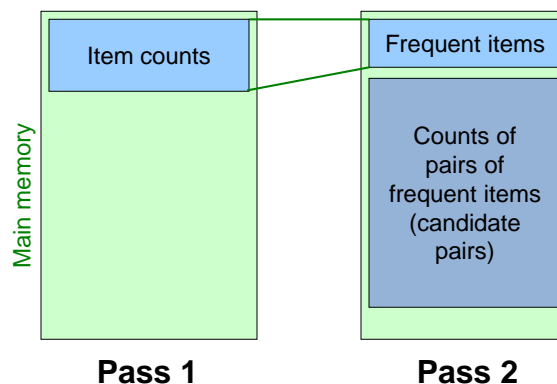 Main memory
Item counts
Frequent items
Counts of
pairs of
frequent items
(candidate
pairs)
Pass 1
Pass 2